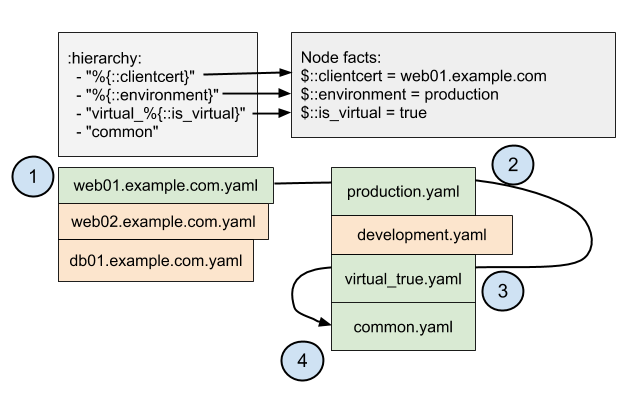 :hierarchy:
- "%{::clientcert}"
- "%{::environment}"
- "virtual_%{::is_virtual}"
- "common"
Node facts:
$::clientcert = web01.example.com
$::environment = production
$::is_virtual = true
1
web01.example.com.yaml
web02.example.com.yaml
db01.example.com.yaml
2
production.yaml
development.yaml
virtual_true.yaml
3
common.yaml
4